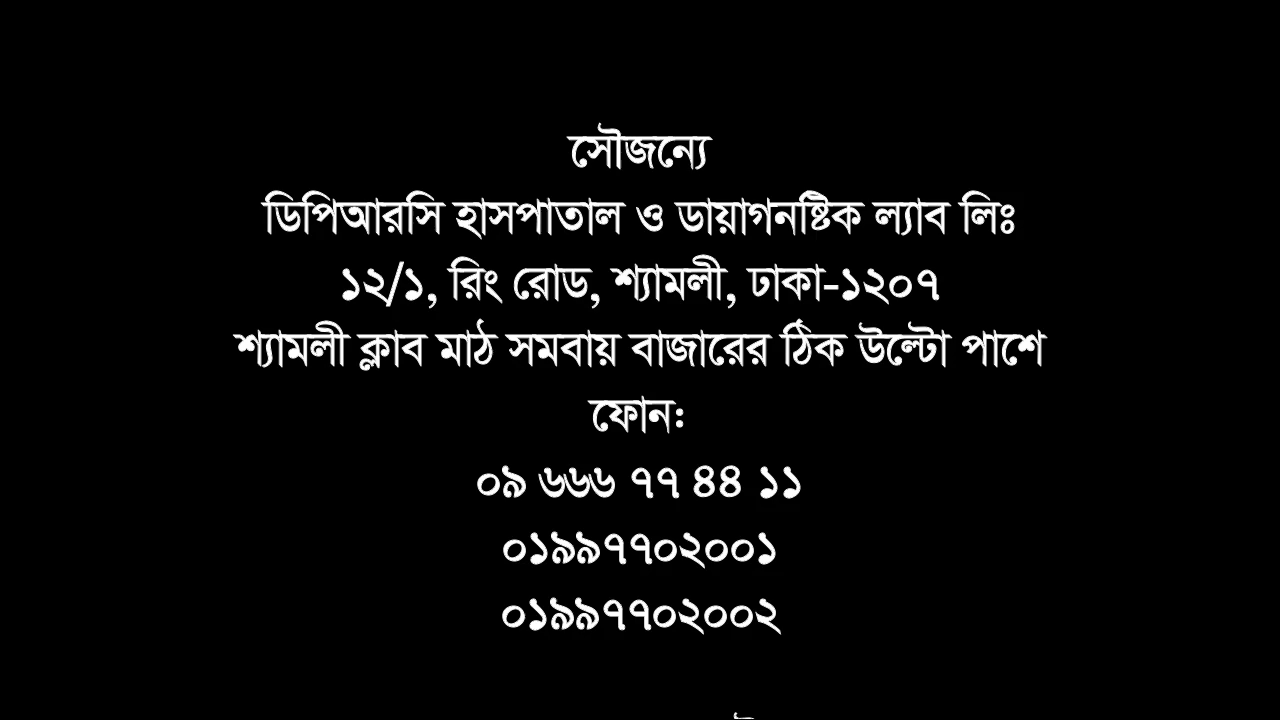 সৌজন্যে
ডিপিআরসি হাসপাতাল ও ডায়াগনষ্টিক ল্যাব লিঃ
১২/১, রিং রোড, শ্যামলী, ঢাকা-১২০৭
শ্যামলী ক্লাব মাঠ সমবায় বাজারের ঠিক উল্টো পাশে
ফোনঃ
০৯ ৬৬৬ ৭৭ ৪৪ ১১
০১৯৯৭৭০২০০১
০১৯৯৭৭০২০০২